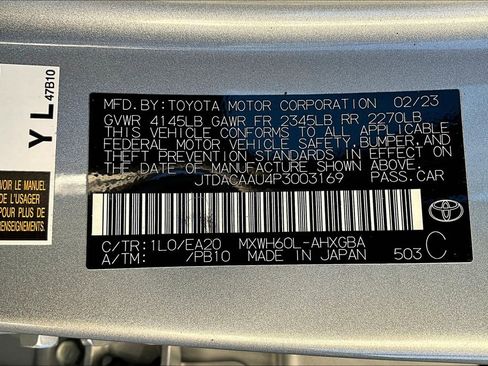 YL 47B10
VOIR LE MANUEL
DE L'USAGER
POUR PLUS DE
RENSEIGNEMENTS.
MFD.BY:TOYOTA MOTOR CORPORATION 02/23
GVWR 4145LB GAWR FR 2345LB RR 2270LB
THIS VEHICLE CONFORMS TO ALL APPLICABLE
FEDERAL MOTOR VEHICLE SAFETY, BUMPER, AND
THEFT PREVENTION STANDARDS IN EFFECT ON
THE DATE OF MANUFACTURE SHOWN ABOVE.
JTDACAAU4P3003169 PASS.CAR
C/TR:1L0/EA20 MXWH60L-AHXGBA
A/TM: /PB10 MADE IN JAPAN 503 C
TOYOTA